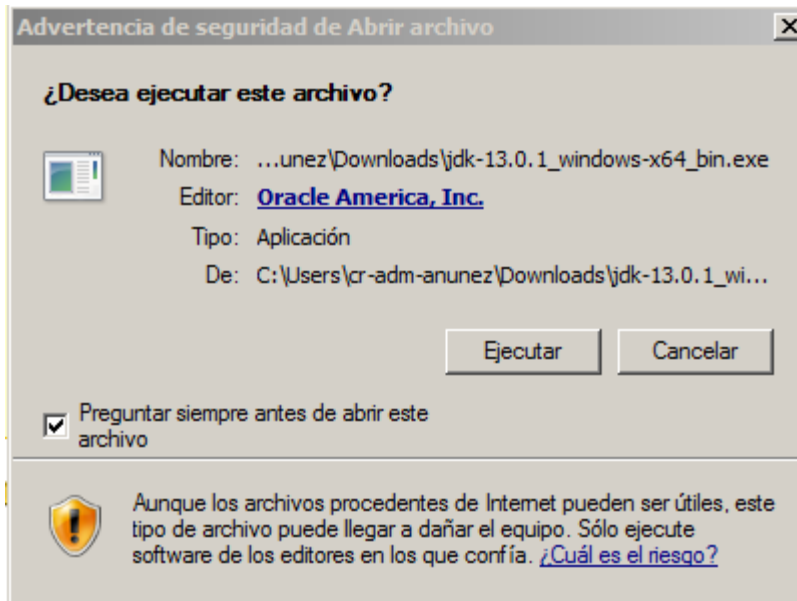 Advertencia de seguridad de Abrir archivo
¿Desea ejecutar este archivo?
Nombre: ...unez\Downloads\jdk-13.0.1_windows-x64_bin.exe
Editor: Oracle America, Inc.
Tipo: Aplicación
De: C:\Users\cr-adm-anunez\Downloads\jdk-13.0.1_wi...
Ejecutar Cancelar
Preguntar siempre antes de abrir este
archivo
Aunque los archivos procedentes de Internet pueden ser útiles, este
tipo de archivo puede llegar a dañar el equipo. Sólo ejecute
software de los editores en los que confía. ¿Cuál es el riesgo?